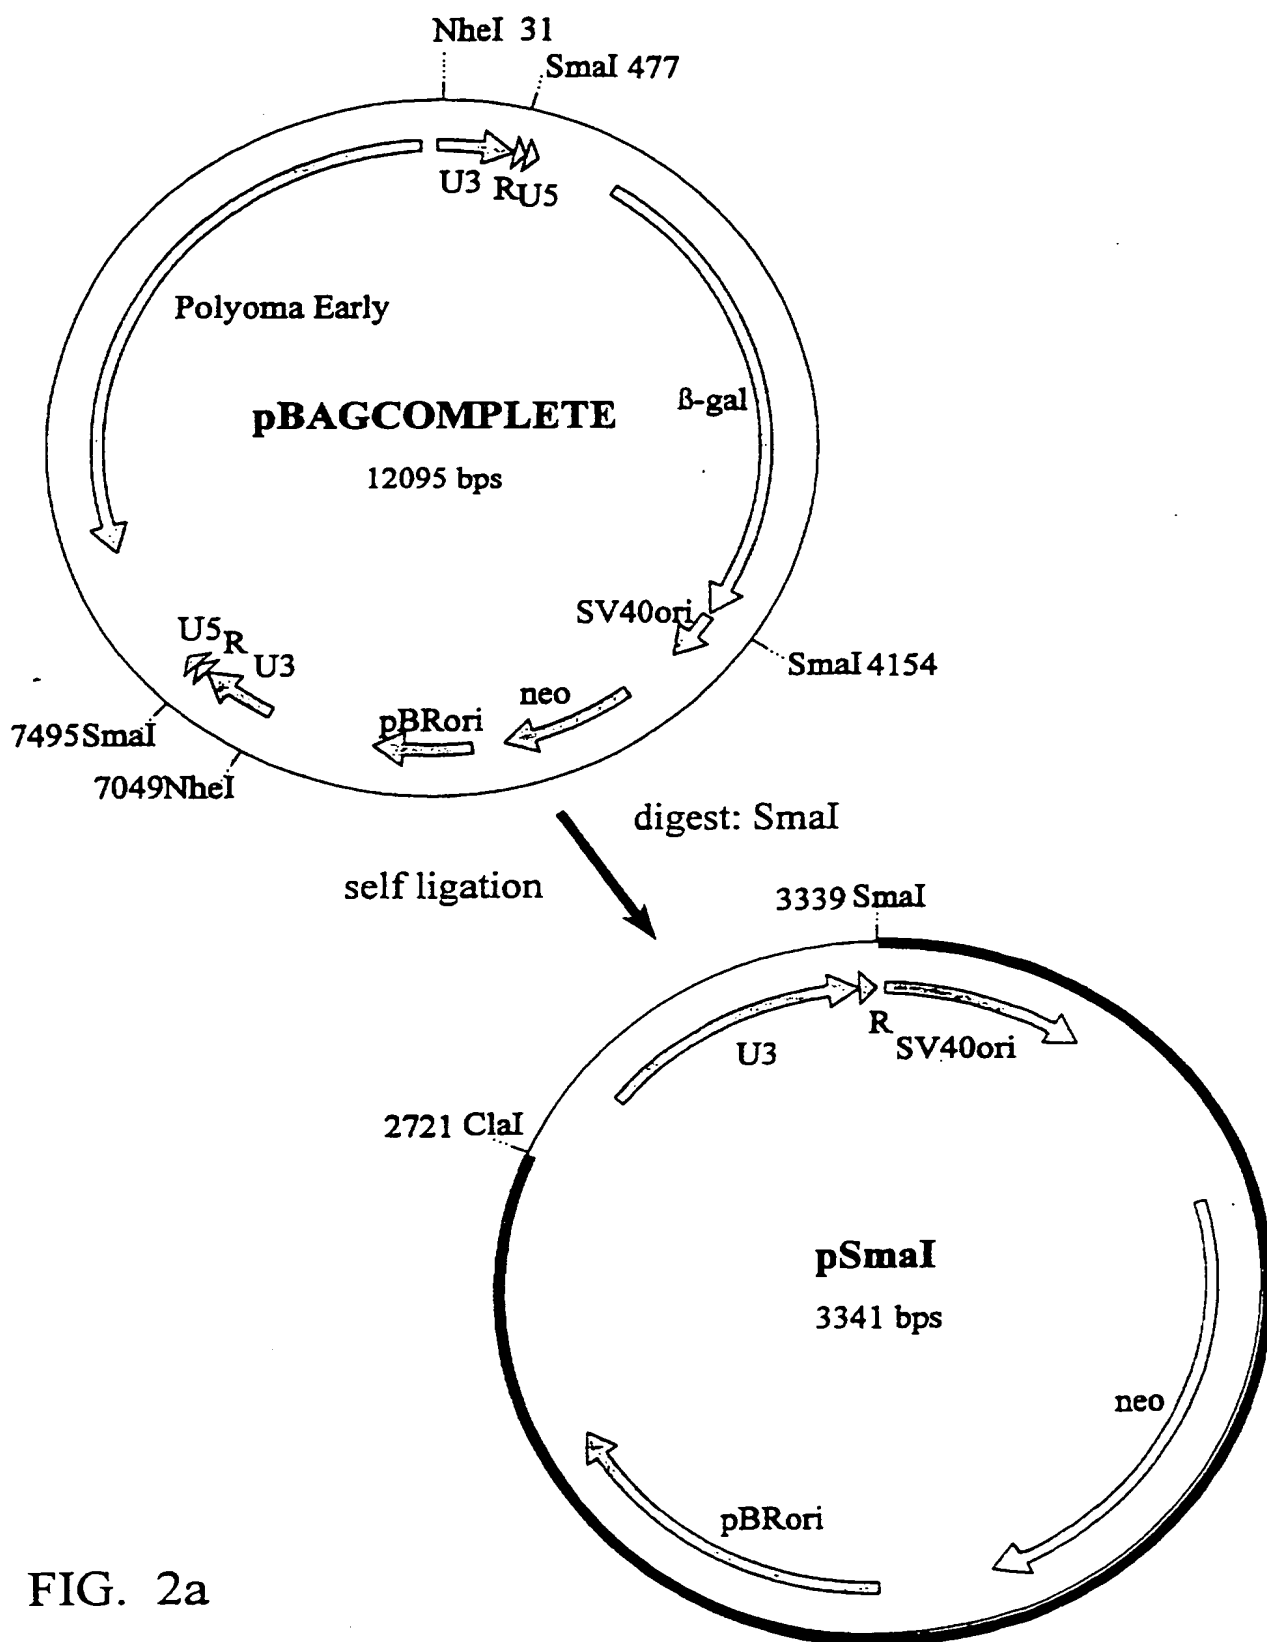 NheI 31
SmaI 477
U3 RU5
Polyoma Early
pBAGCOMPLETE
12095 bps
ß-gal
SV40ori
SmaI 4154
U5 R U3
neo
pBRori
7495 SmaI
7049 NheI
digest: SmaI
self ligation
3339 SmaI
U3
R
SV40ori
2721 ClaI
pSmaI
3341 bps
neo
pBRori
FIG. 2a